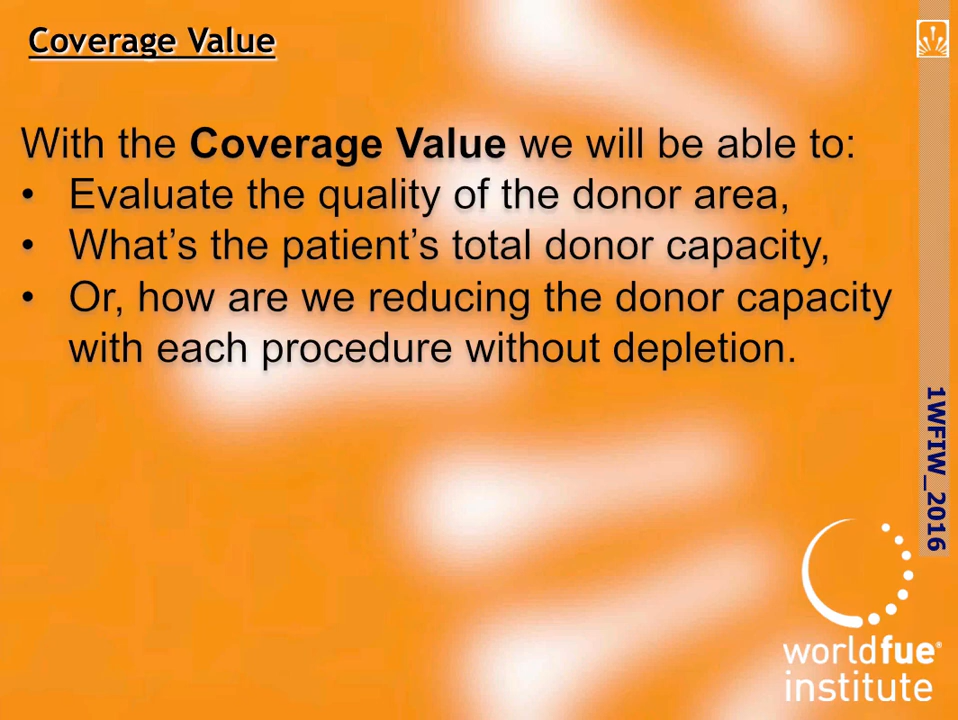 Coverage Value
With the Coverage Value we will be able to:
• Evaluate the quality of the donor area,
• What’s the patient’s total donor capacity,
• Or, how are we reducing the donor capacity
with each procedure without depletion.
1WFIW_2016
worldfue®
institute